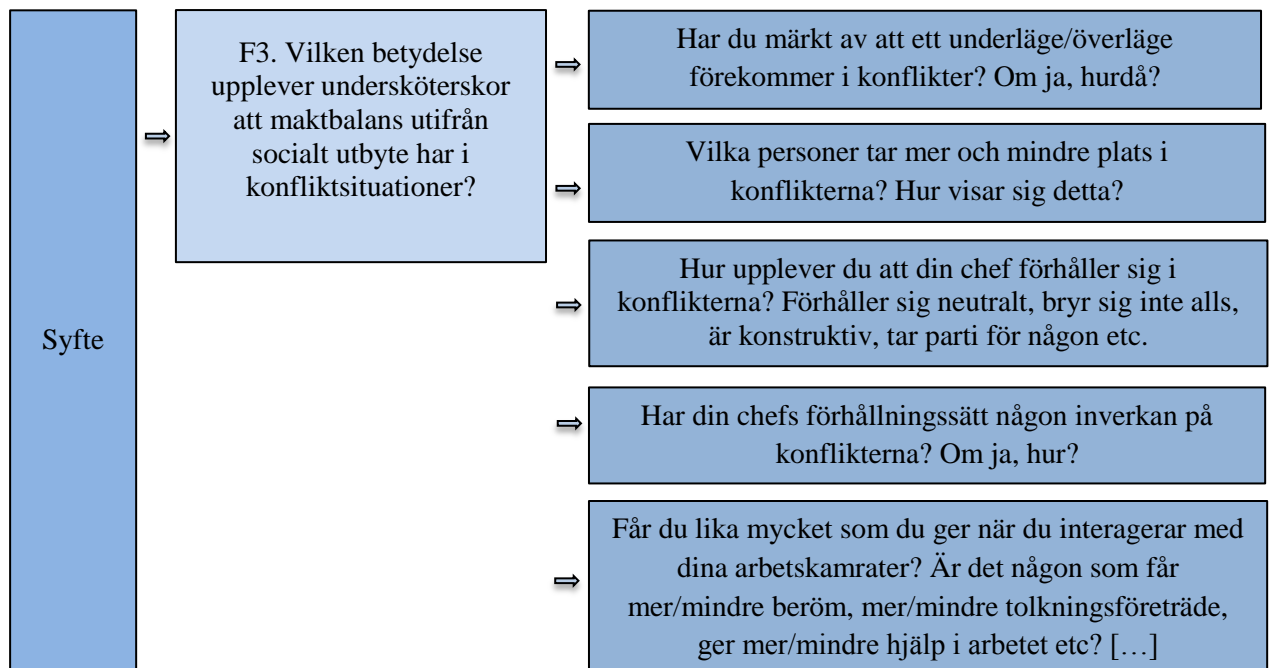 Syfte
F3. Vilken betydelse
upplever undersköterskor
att maktbalans utifrån
socialt utbyte har i
konfliktsituationer?
Har du märkt av att ett underläge/överläge
förekommer i konflikter? Om ja, hurdå?
Vilka personer tar mer och mindre plats i
konflikterna? Hur visar sig detta?
Hur upplever du att din chef förhåller sig i
konflikterna? Förhåller sig neutralt, bryr sig inte alls,
är konstruktiv, tar parti för någon etc.
Har din chefs förhållningssätt någon inverkan på
konflikterna? Om ja, hur?
Får du lika mycket som du ger när du interagerar med
dina arbetskamrater? Är det någon som får
mer/mindre beröm, mer/mindre tolkningsföreträde,
ger mer/mindre hjälp i arbetet etc? […]